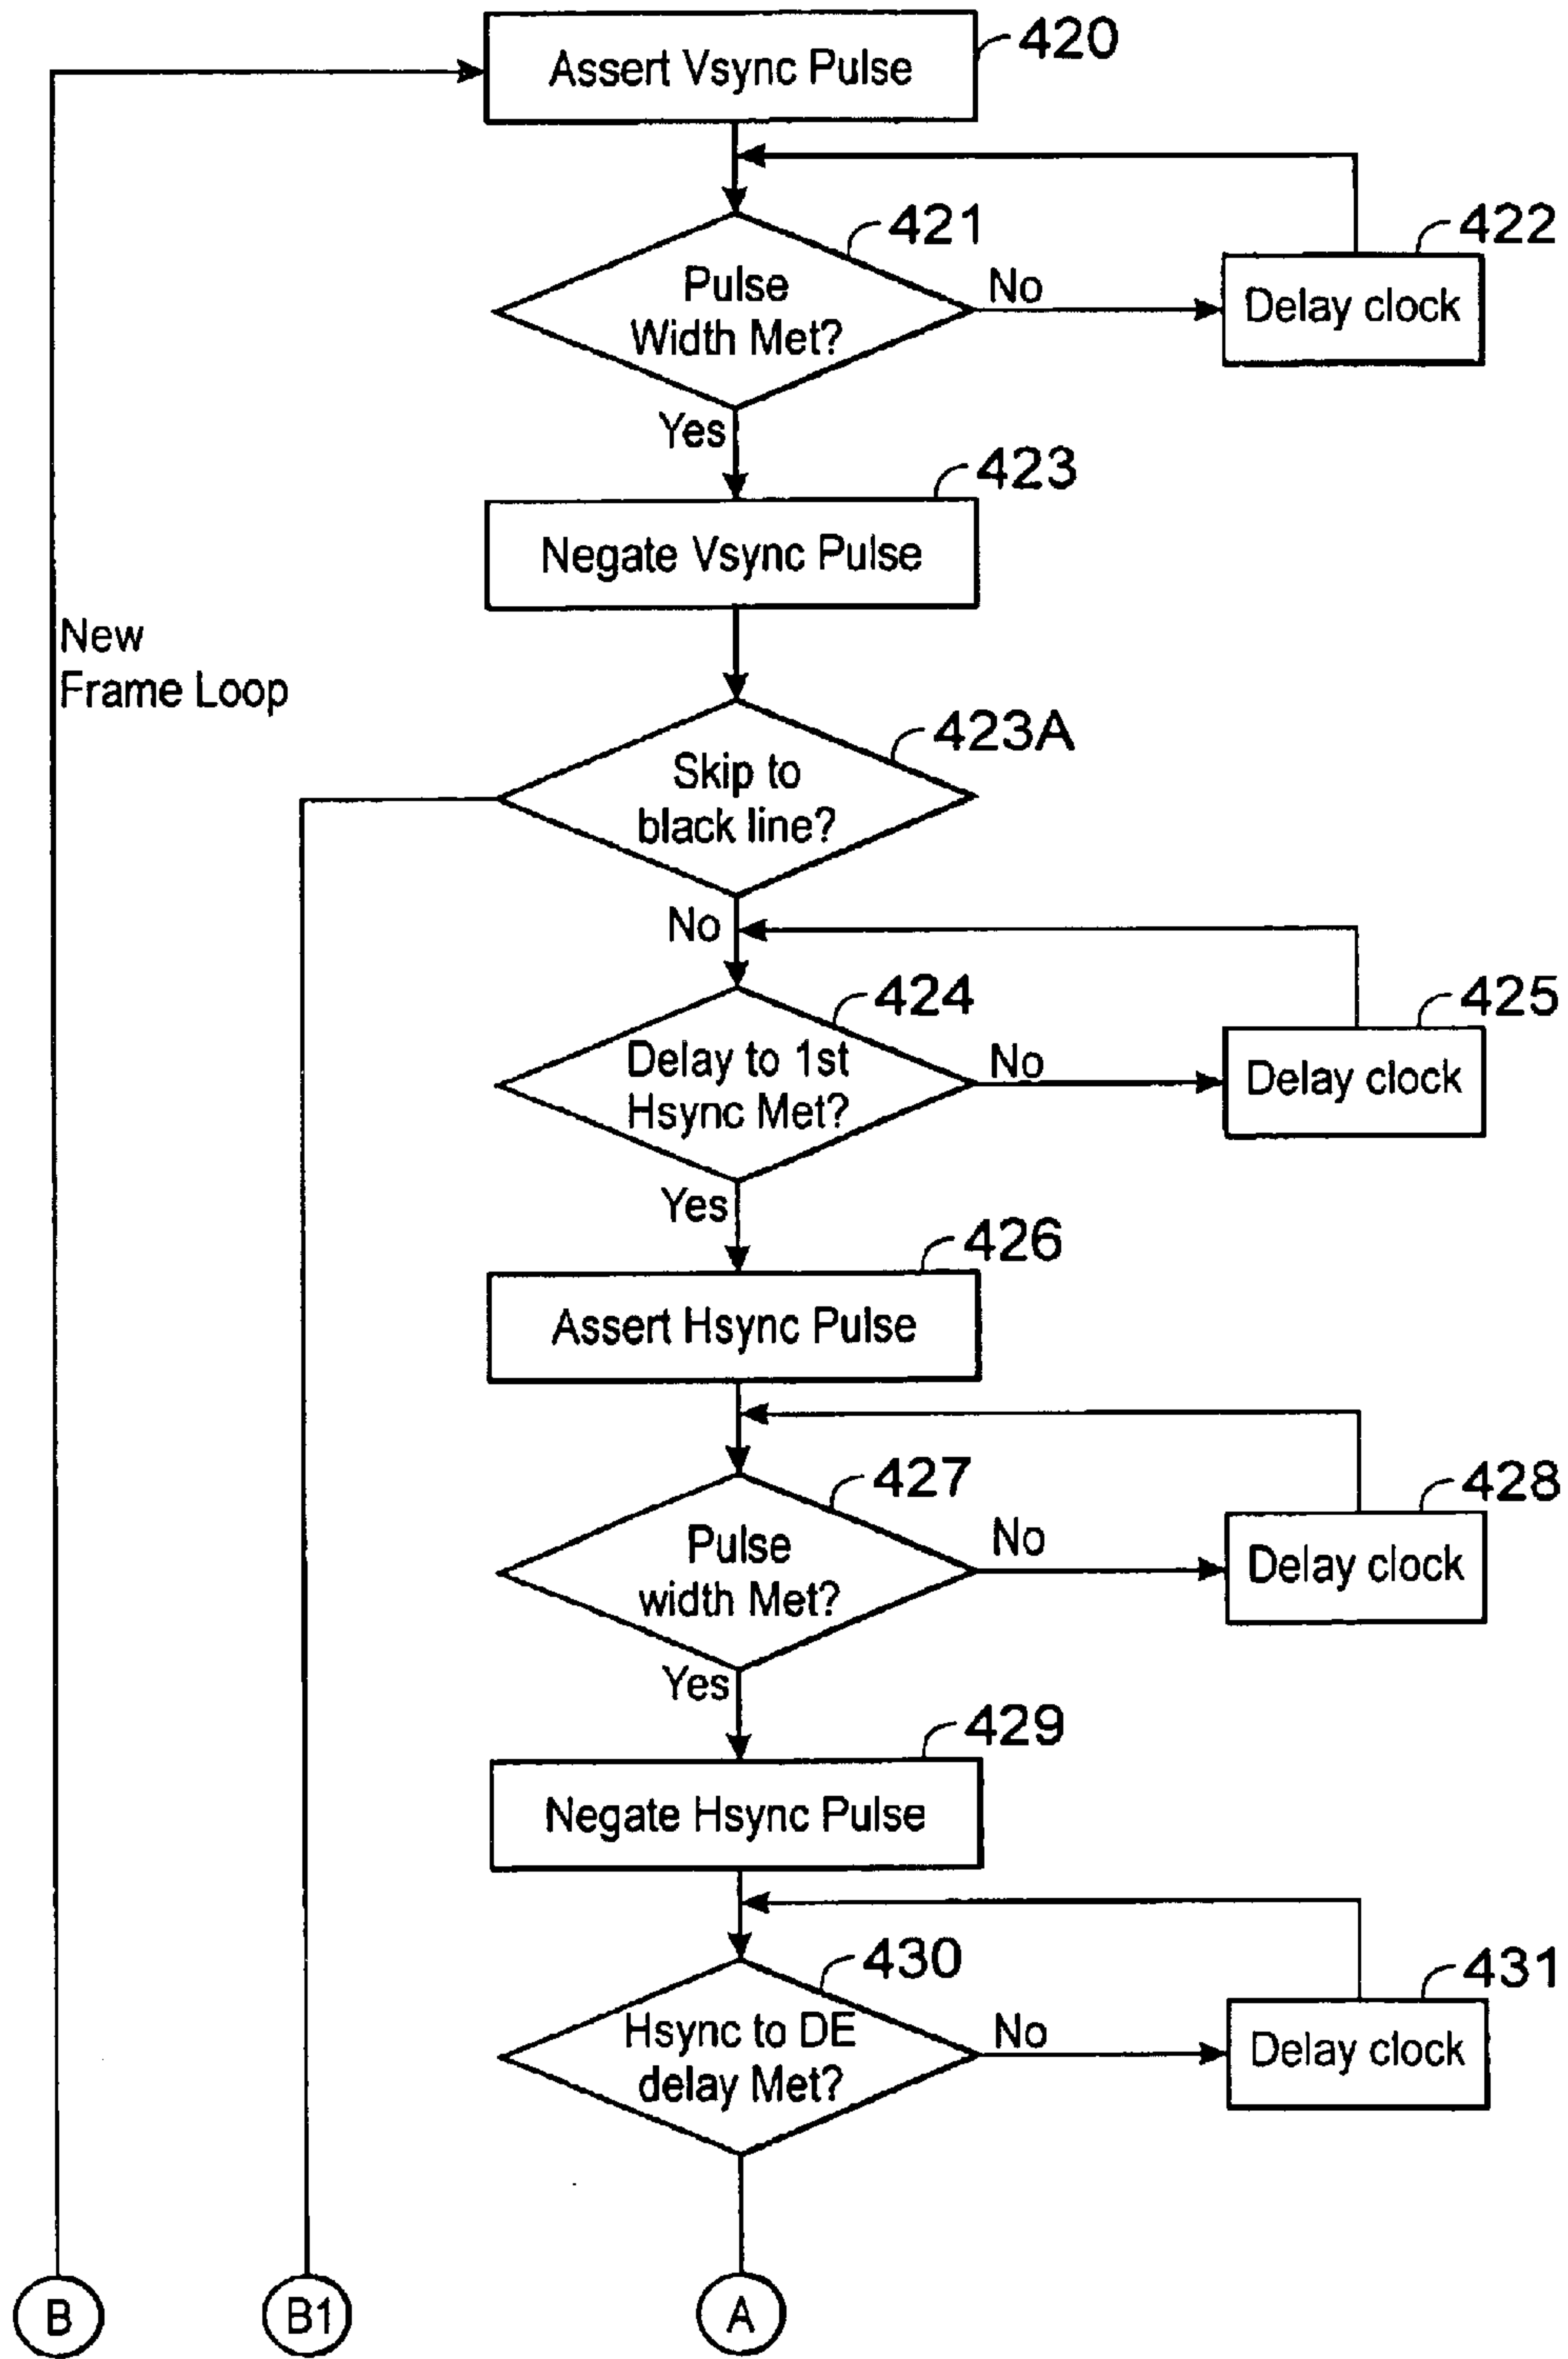 420
Assert Vsync Pulse
421
422
Pulse
Width Met?
No
Delay clock
Yes
423
Negate Vsync Pulse
New
Frame Loop
423A
Skip to
black line?
No
424
425
Delay to 1st
Hsync Met?
No
Delay clock
Yes
426
Assert Hsync Pulse
427
428
Pulse
width Met?
No
Delay clock
Yes
429
Negate Hsync Pulse
430
431
Hsync to DE
delay Met?
No
Delay clock
B
B1
A